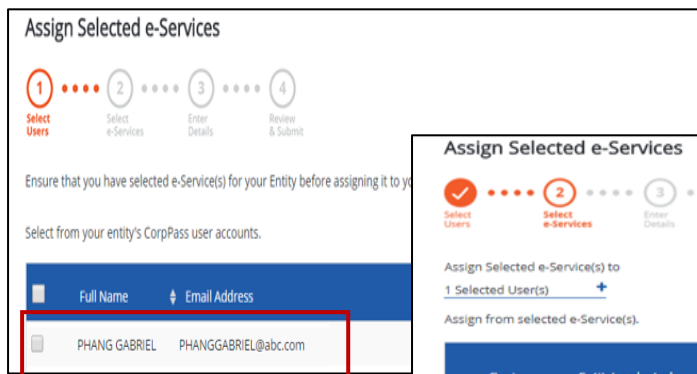 Assign Selected e-Services
1 2 3 4
Select Select Enter Review
Users e-Services Details & Submit
Ensure that you have selected e-Service(s) for your Entity before assigning it to
Select from your entity's CorpPass user accounts.
Full Name Email Address
PHANG GABRIEL PHANGGABRIEL@abc.com
Assign Selected e-Services
2 3
Select Select Enter
Users e-Services Details
Assign Selected e-Service(s) to
1 Selected User(s) +
Assign from selected e-Service(s).